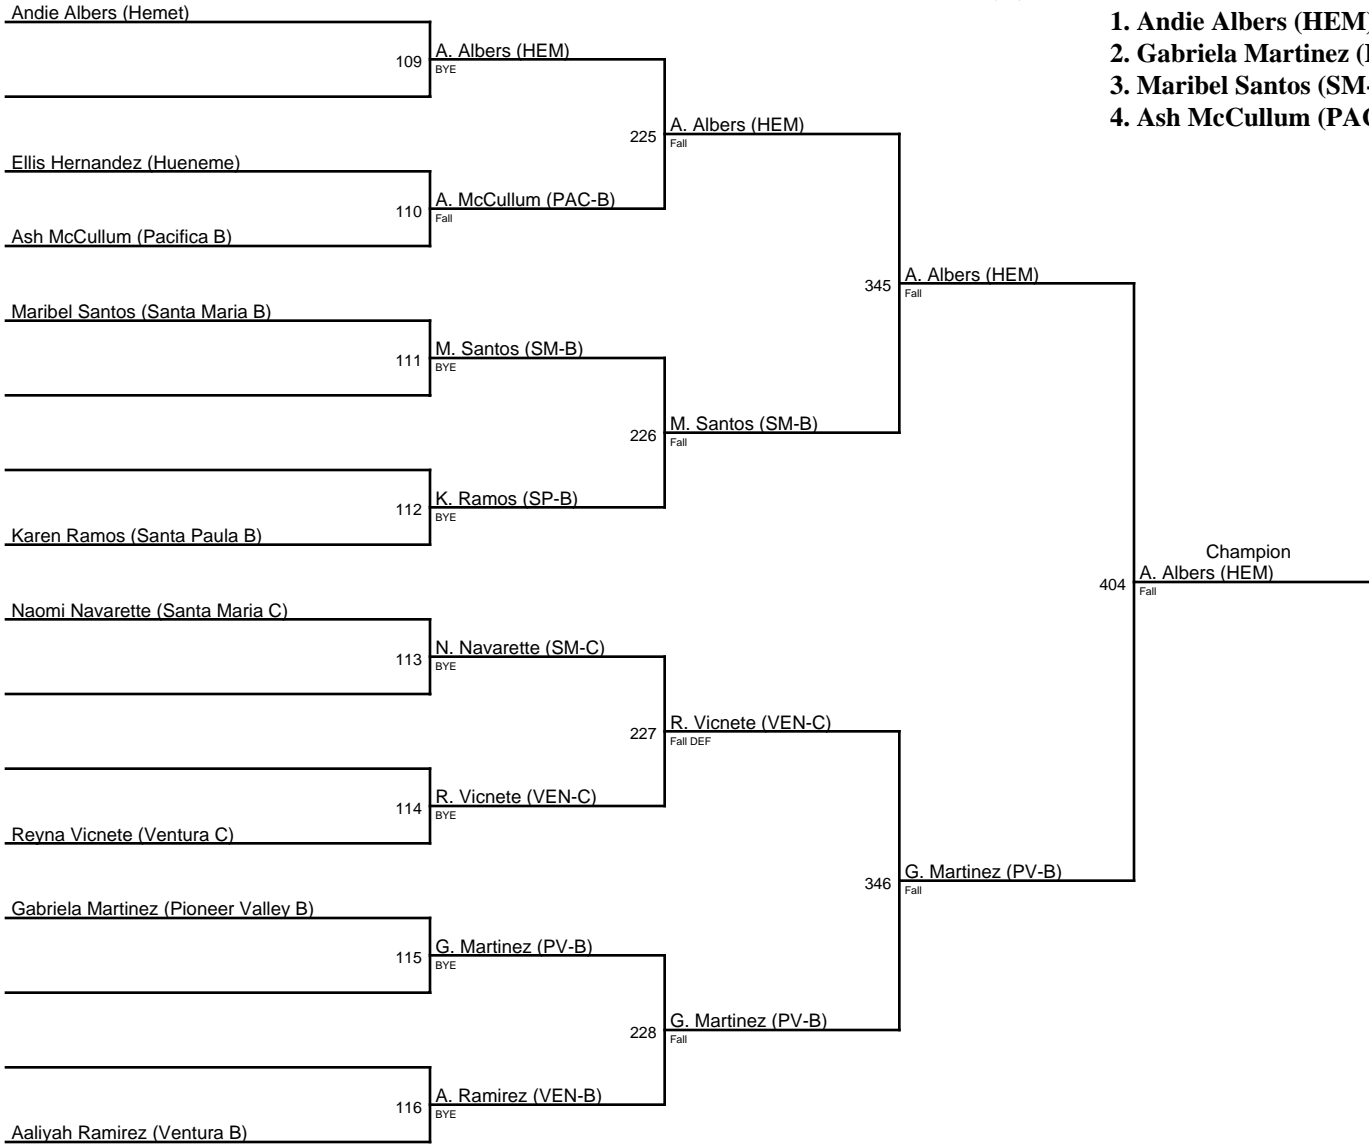 Andie Albers (Hemet)
1. Andie Albers (HEM)
109
A. Albers (HEM)
BYE
2. Gabriela Martinez (
3. Maribel Santos (SM-
4. Ash McCullum (PAC
225
A. Albers (HEM)
Fall
Ellis Hernandez (Hueneme)
110
A. McCullum (PAC-B)
Fall
Ash McCullum (Pacifica B)
345
A. Albers (HEM)
Fall
Maribel Santos (Santa Maria B)
111
M. Santos (SM-B)
BYE
226
M. Santos (SM-B)
Fall
112
K. Ramos (SP-B)
BYE
Karen Ramos (Santa Paula B)
Champion
404
A. Albers (HEM)
Fall
Naomi Navarette (Santa Maria C)
113
N. Navarette (SM-C)
BYE
227
R. Vicnete (VEN-C)
Fall DEF
114
R. Vicnete (VEN-C)
BYE
Reyna Vicnete (Ventura C)
346
G. Martinez (PV-B)
Fall
Gabriela Martinez (Pioneer Valley B)
115
G. Martinez (PV-B)
BYE
228
G. Martinez (PV-B)
Fall
116
A. Ramirez (VEN-B)
BYE
Aaliyah Ramirez (Ventura B)